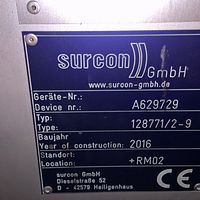 surcon GmbH
www.surcon-gmbh.de
Geräte-Nr.:
Device nr.: A629729
Typ:
Type: 128771/2-9
Baujahr
Year of construction: 2016
Standort:
Location: +RM02
surcon GmbH
Dieselstraße 52
D - 42579 Heiligenhaus
CE